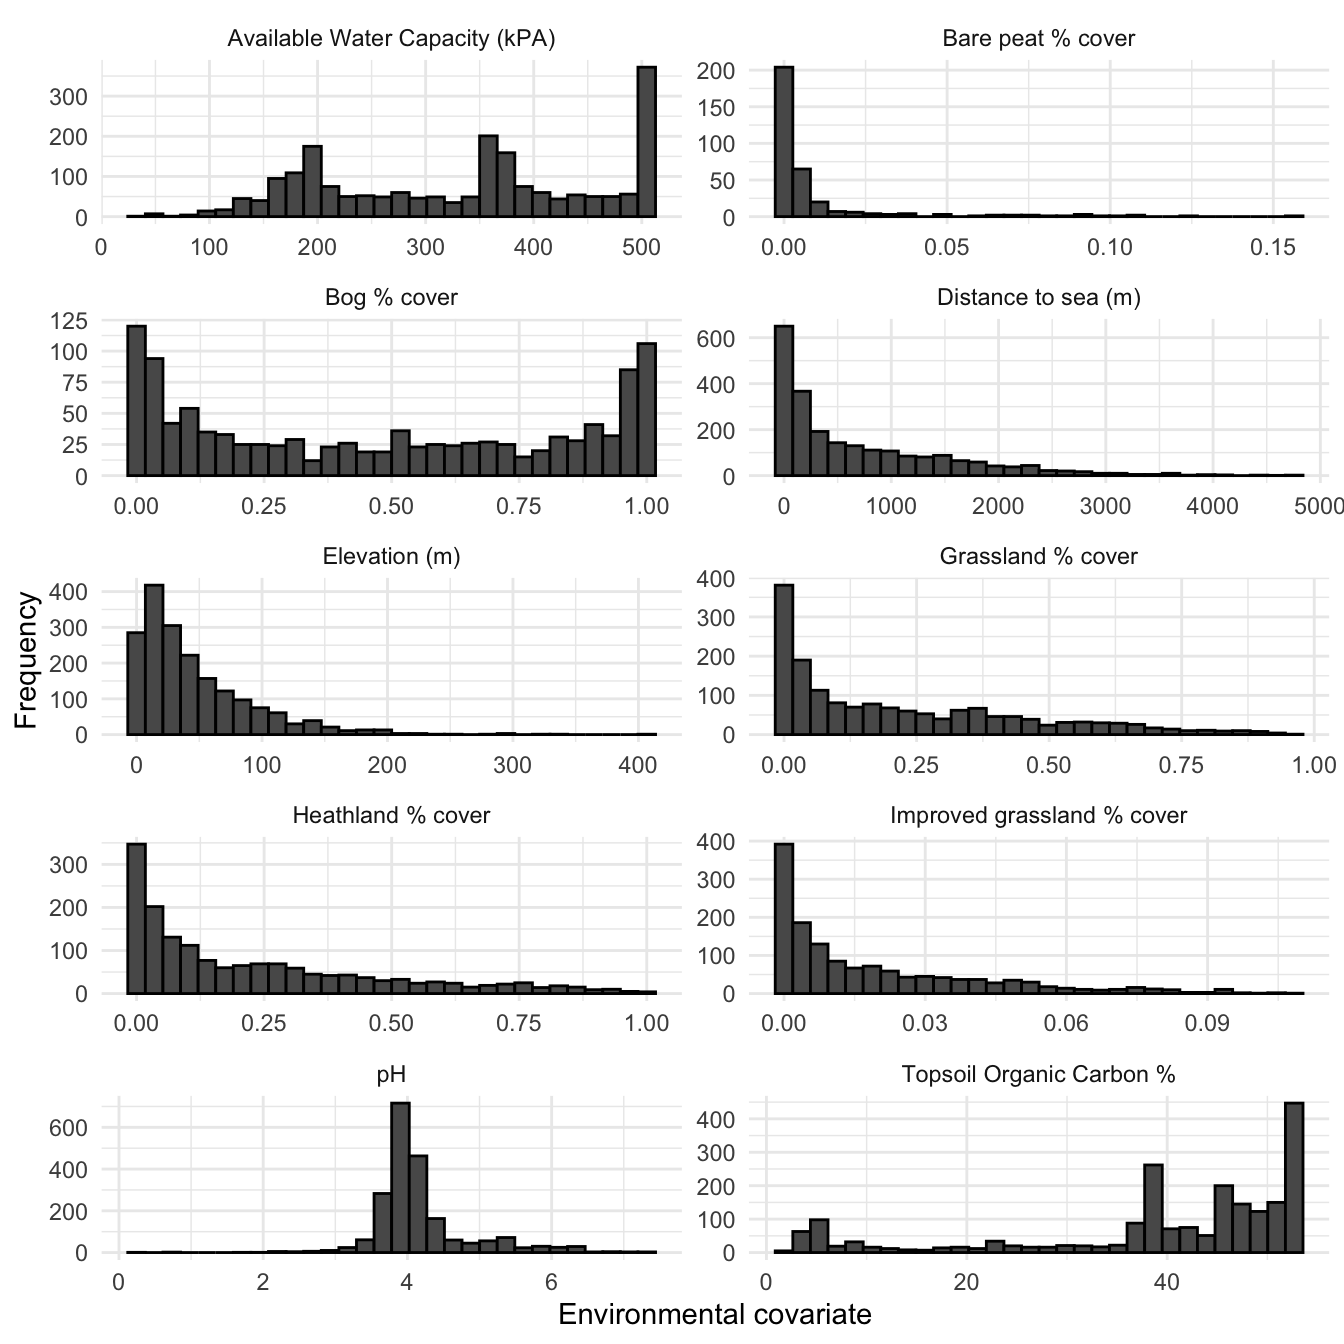 Available Water Capacity (kPA)
300
200
100
0
0 100 200 300 400 500
Bare peat % cover
200
150
100
50
0
0.00 0.05 0.10 0.15
Bog % cover
125
100
75
50
25
0
0.00 0.25 0.50 0.75 1.00
Distance to sea (m)
600
400
200
0
0 1000 2000 3000 4000 5000
Frequency
Elevation (m)
400
300
200
100
0
0 100 200 300 400
Grassland % cover
400
300
200
100
0
0.00 0.25 0.50 0.75 1.00
Heathland % cover
300
200
100
0
0.00 0.25 0.50 0.75 1.00
Improved grassland % cover
400
300
200
100
0
0.00 0.03 0.06 0.09
pH
600
400
200
0
0 2 4 6
Topsoil Organic Carbon %
400
300
200
100
0
0 20 40
Environmental covariate